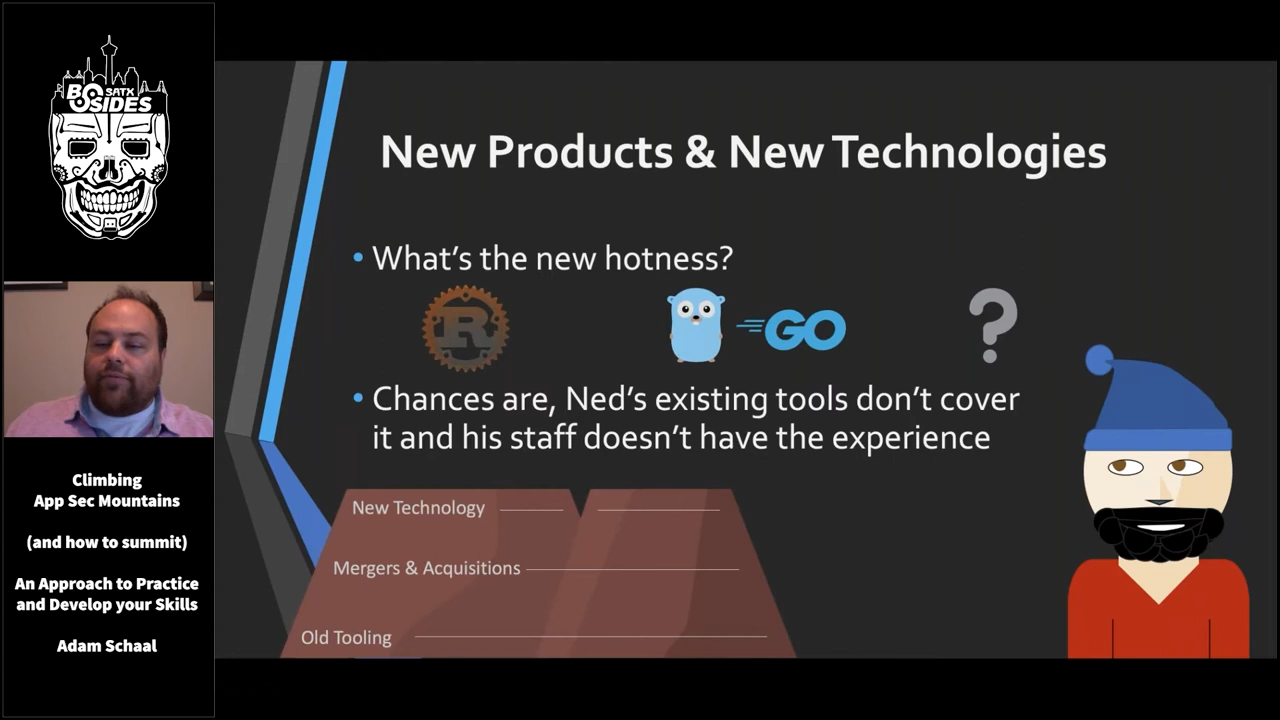 BSIDES
SATX
Climbing
App Sec Mountains
(and how to summit)
An Approach to Practice
and Develop your Skills
Adam Schaal
New Products & New Technologies
• What's the new hotness?
R
GO
?
• Chances are, Ned's existing tools don't cover
it and his staff doesn't have the experience
New Technology
Mergers & Acquisitions
Old Tooling